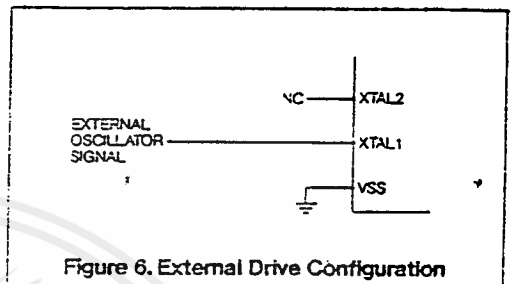 NC
XTAL2
EXTERNAL
OSCILLATOR
SIGNAL
XTAL1
VSS
Figure 6. External Drive Configuration